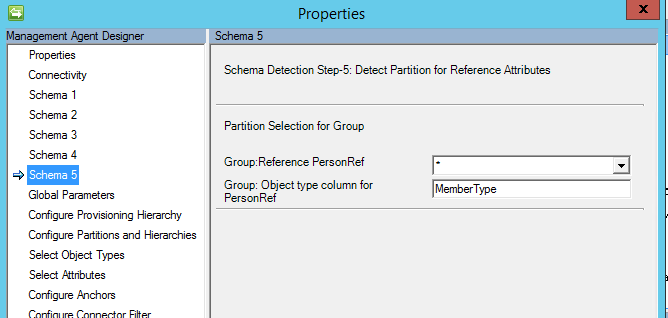 Properties
x
Management Agent Designer
Properties
Connectivity
Schema 1
Schema 2
Schema 3
Schema 4
Schema 5
Global Parameters
Configure Provisioning Hierarchy
Configure Partitions and Hierarchies
Select Object Types
Select Attributes
Configure Anchors
Configure Connector Filter
Schema 5
Schema Detection Step-5: Detect Partition for Reference Attributes
Partition Selection for Group
Group:Reference PersonRef
*
Group: Object type column for
PersonRef
MemberType